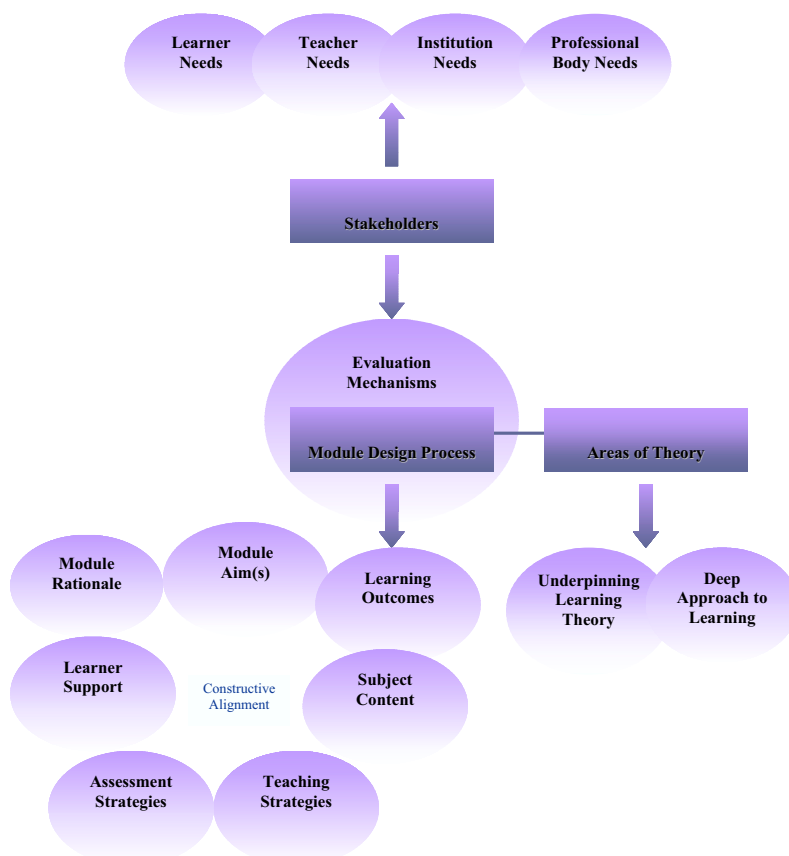 Learner
Needs
Teacher
Needs
Institution
Needs
Professional
Body Needs
Stakeholders
Evaluation
Mechanisms
Module Design Process
Areas of Theory
Module
Rationale
Module
Aim(s)
Learning
Outcomes
Underpinning
Learning
Theory
Deep
Approach to
Learning
Learner
Support
Constructive
Alignment
Subject
Content
Assessment
Strategies
Teaching
Strategies